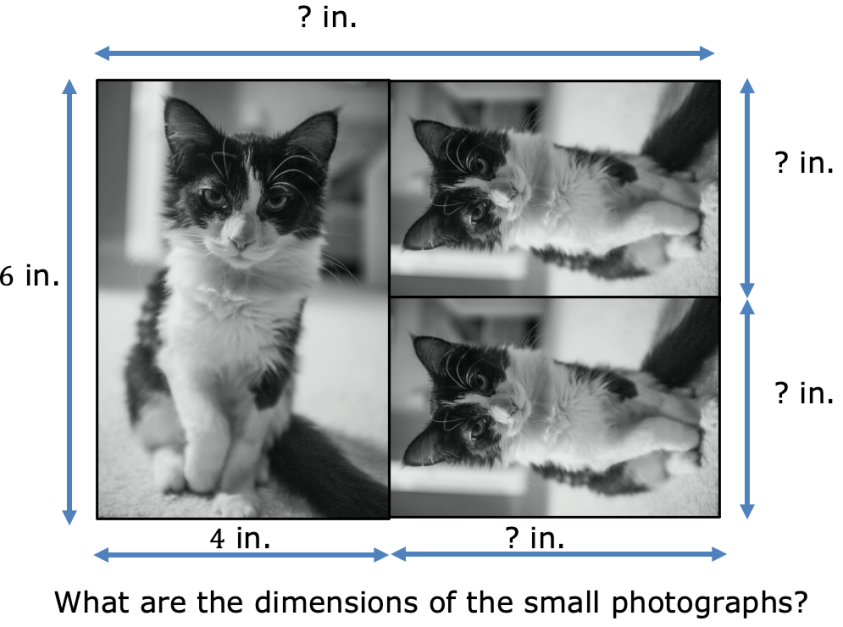 ? in.
? in.
6 in.
? in.
4 in.
? in.
What are the dimensions of the small photographs?